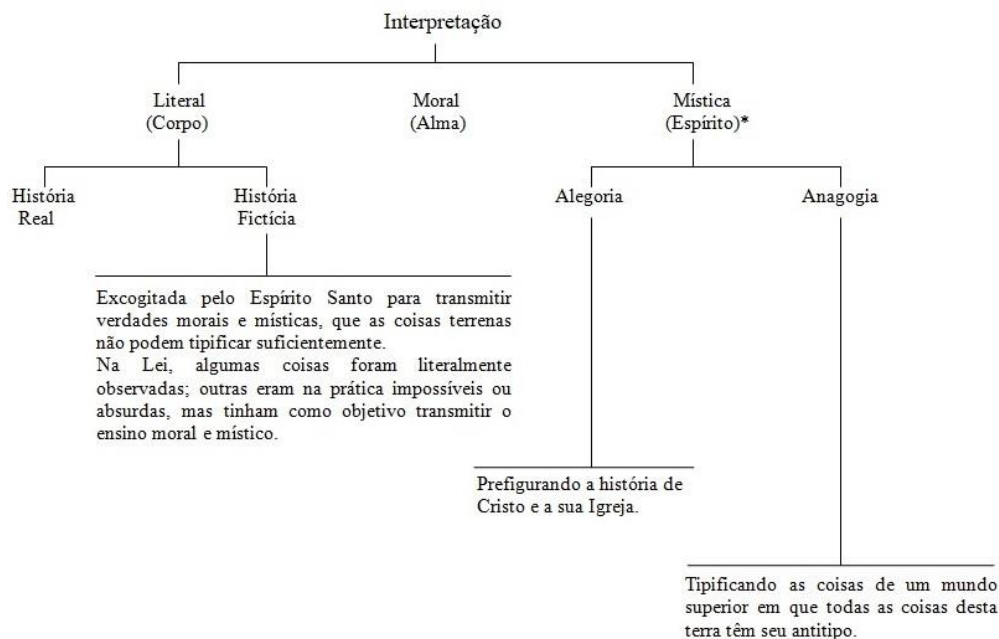 Interpretação
Literal
(Corpo)
Moral
(Alma)
Mística
(Espírito)*
História
Real
História
Fictícia
Alegoria
Anagogia
Excogitada pelo Espírito Santo para transmitir
verdades morais e místicas, que as coisas terrenas
não podem tipificar suficientemente.
Na Lei, algumas coisas foram literalmente
observadas; outras eram na prática impossíveis ou
absurdas, mas tinham como objetivo transmitir o
ensino moral e místico.
Prefigurando a história de
Cristo e a sua Igreja.
Tipificando as coisas de um mundo
superior em que todas as coisas desta
terra têm seu antitipo.